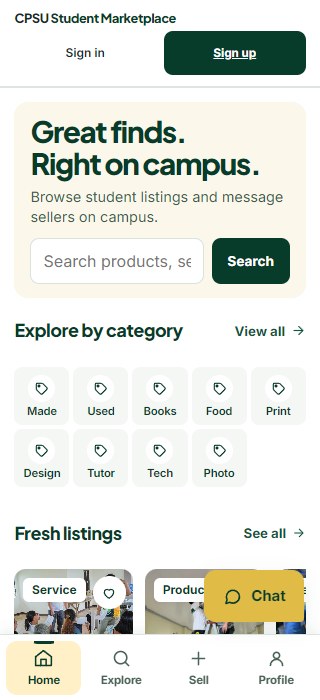 CPSU Student Marketplace
Sign in
Sign up
Great finds.
Right on campus.
Browse student listings and message
sellers on campus.
Search products, se
Search
Explore by category
View all
Made
Used
Books
Food
Print
Design
Tutor
Tech
Photo
Fresh listings
See all
Service
Produc
Chat
Home
Explore
Sell
Profile